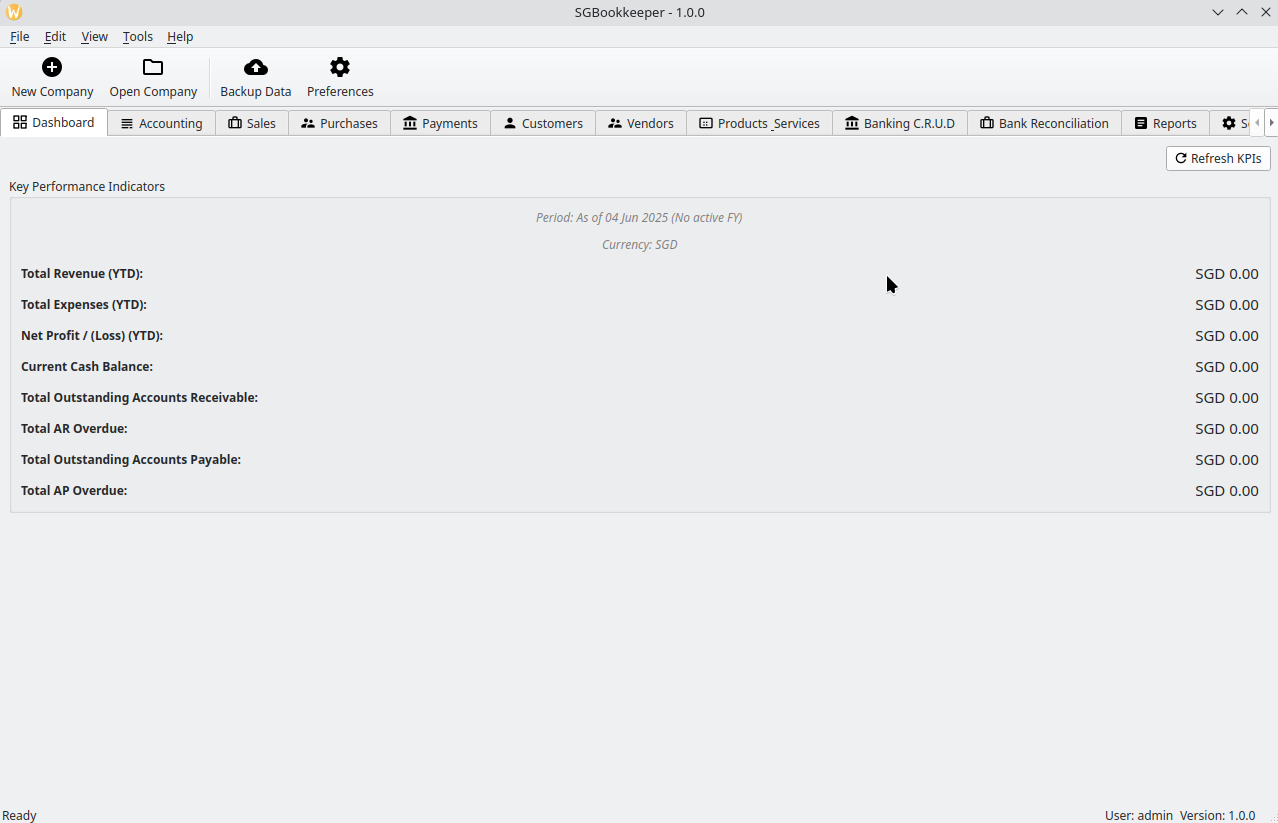 SGBookkeeper - 1.0.0
File Edit View Tools Help
New Company Open Company Backup Data Preferences
Dashboard Accounting Sales Purchases Payments Customers Vendors Products _Services Banking C.R.U.D Bank Reconciliation Reports
Refresh KPIs
Key Performance Indicators
Period: As of 04 Jun 2025 (No active FY)
Currency: SGD
Total Revenue (YTD): SGD 0.00
Total Expenses (YTD): SGD 0.00
Net Profit / (Loss) (YTD): SGD 0.00
Current Cash Balance: SGD 0.00
Total Outstanding Accounts Receivable: SGD 0.00
Total AR Overdue: SGD 0.00
Total Outstanding Accounts Payable: SGD 0.00
Total AP Overdue: SGD 0.00
Ready User: admin Version: 1.0.0